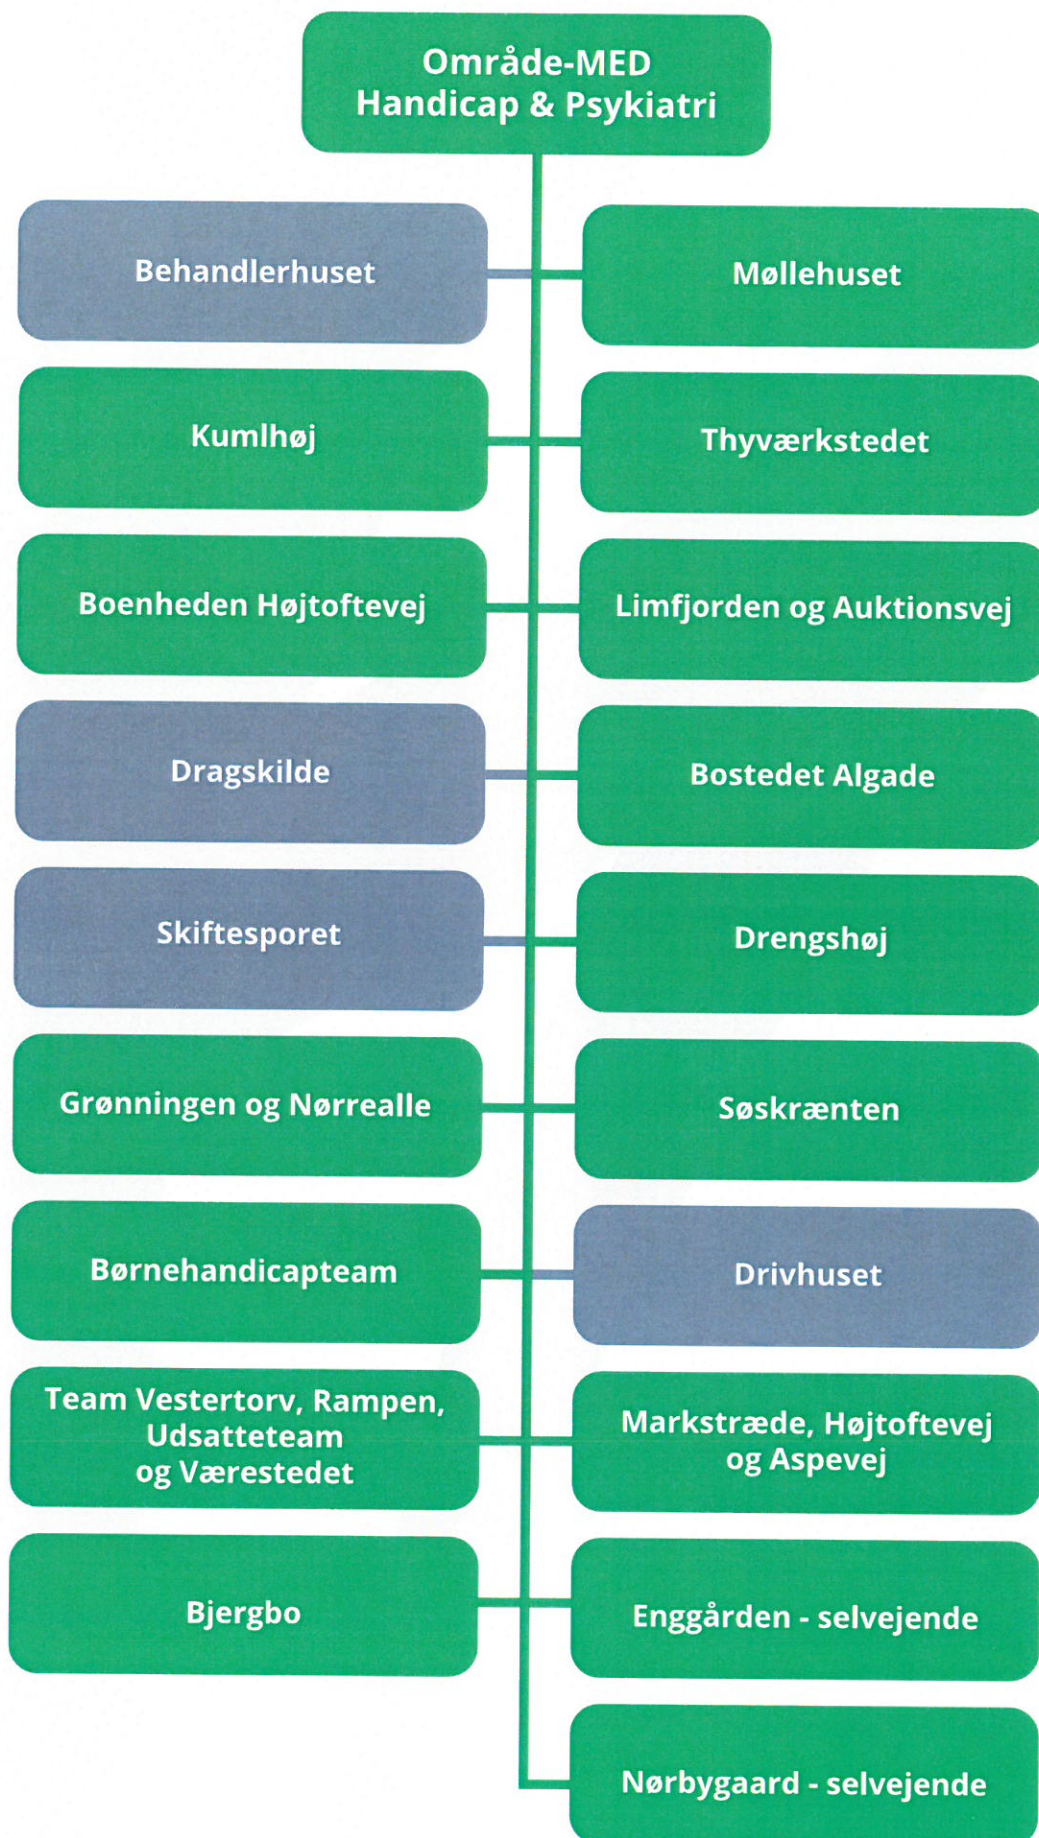 Område-MED
Handicap & Psykiatri
Behandlerhuset
Møllehuset
Kumlhøj
Thyværkstedet
Boenheden Højtoftevej
Limfjorden og Auktionsvej
Dragskilde
Bostedet Algade
Skiftesporet
Drengshøj
Grønningen og Nørrealle
Søskrænten
Børnehandicapteam
Drivhuset
Team Vestertorv, Rampen,
Udsatteteam
og Værestedet
Markstræde, Højtoftevej
og Aspevej
Bjergbo
Enggården - selvejende
Nørbygaard - selvejende